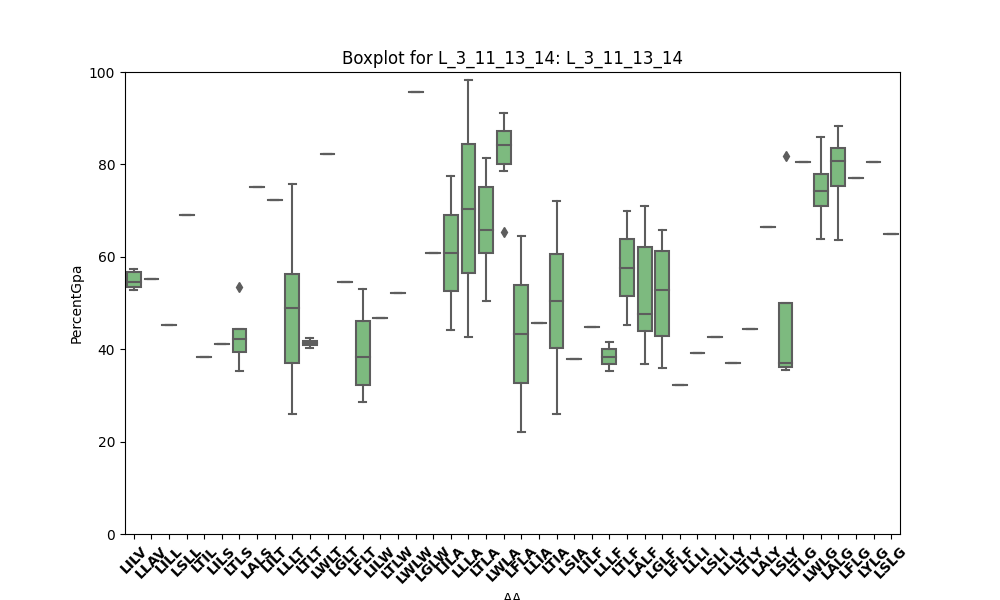 Boxplot for L_3_11_13_14: L_3_11_13_14
PercentGpa
100
80
60
40
20
0
LILV LLAV LILL LSLL LTIL LILS LTLS LALS LILT LLLT LTLT LWLT LGLT LFLT LILW LTLW LWLW LGLW LILA LLLA LTLA LWLA LFLA LLIA LTIA LSIA LILF LLLF LTLF LALF LGLF LFLF LLLI LSLI LLLY LTLY LALY LSLY LTLG LWLG LALG LFLG LYLG LSLG
AA